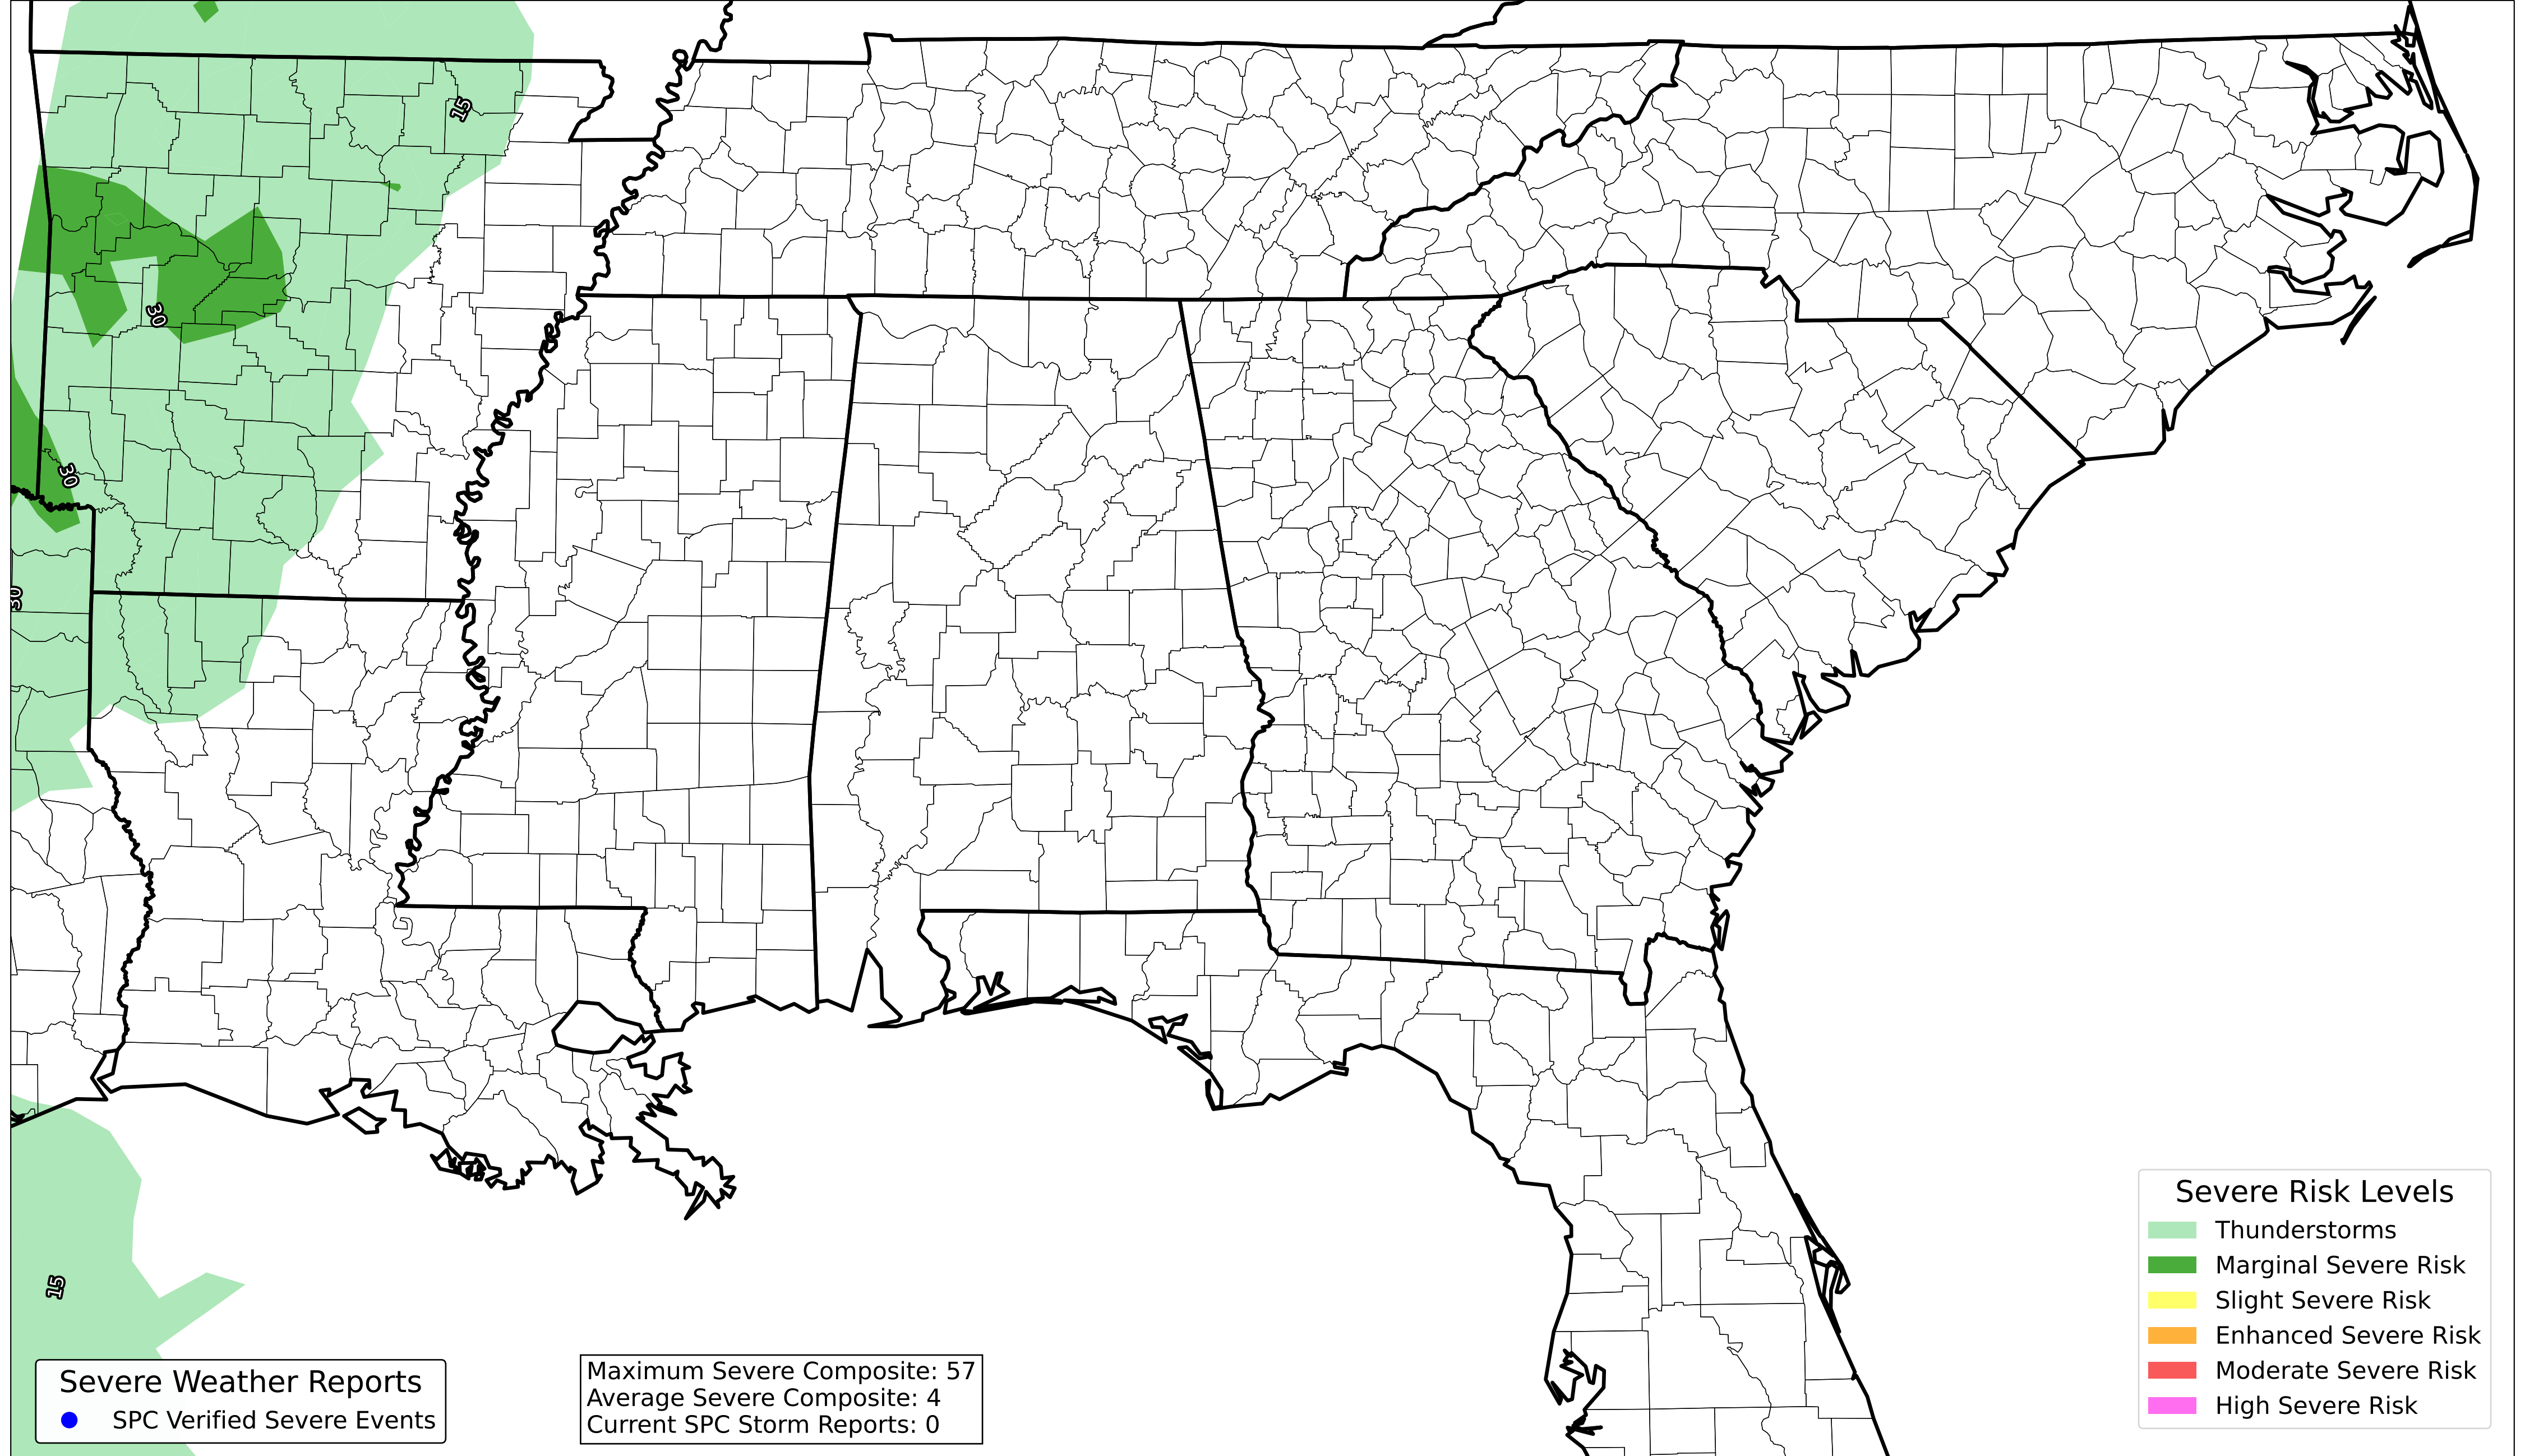 15
30
30
30
15
Severe Weather Reports
SPC Verified Severe Events
Maximum Severe Composite: 57
Average Severe Composite: 4
Current SPC Storm Reports: 0
Severe Risk Levels
Thunderstorms
Marginal Severe Risk
Slight Severe Risk
Enhanced Severe Risk
Moderate Severe Risk
High Severe Risk